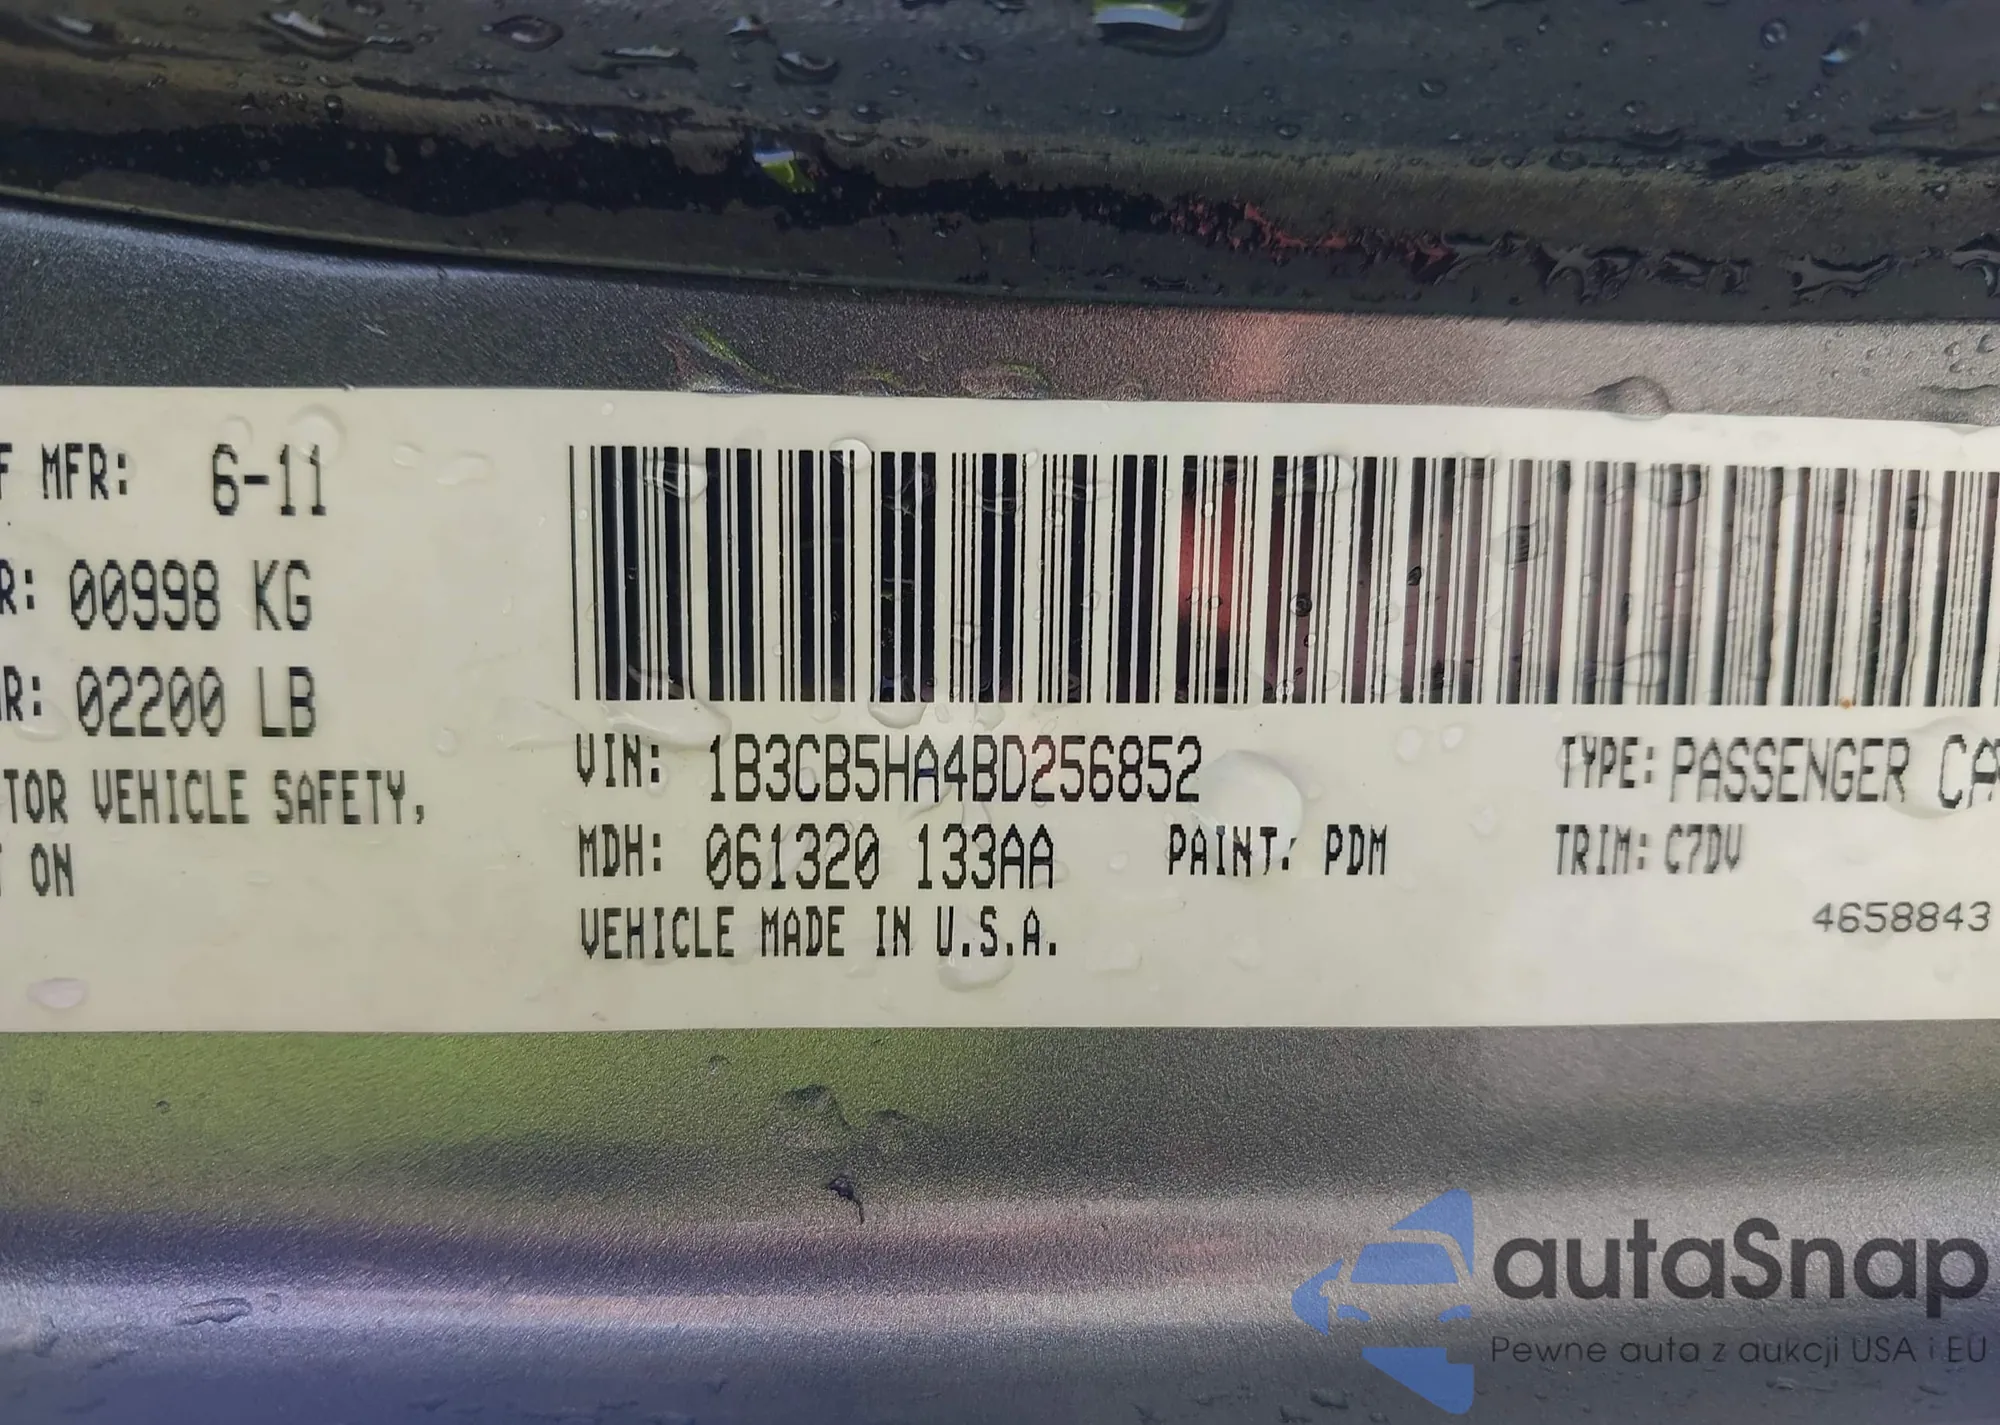 F MFR: 6-11
R: 00998 KG
R: 02200 LB
TOR VEHICLE SAFETY,
ON
VIN: 1B3CB5HA4BD256852
TYPE: PASSENGER CA
MDH: 061320 133AA PAINT: PDM TRIM: C7DV
VEHICLE MADE IN U.S.A.
4658843
autaSnap
Pewne auta z aukcji USA i EU